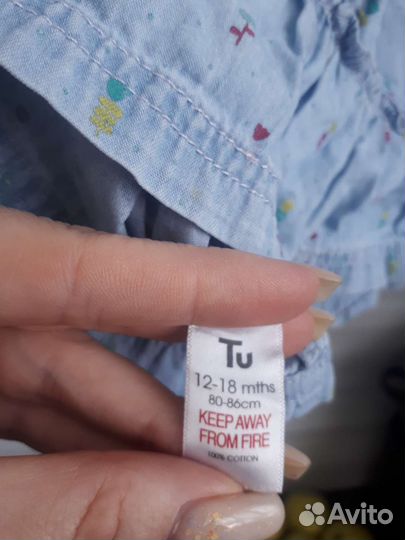 Tu
12-18 mths
80-86cm
KEEP AWAY
FROM FIRE
100% COTTON
Avito